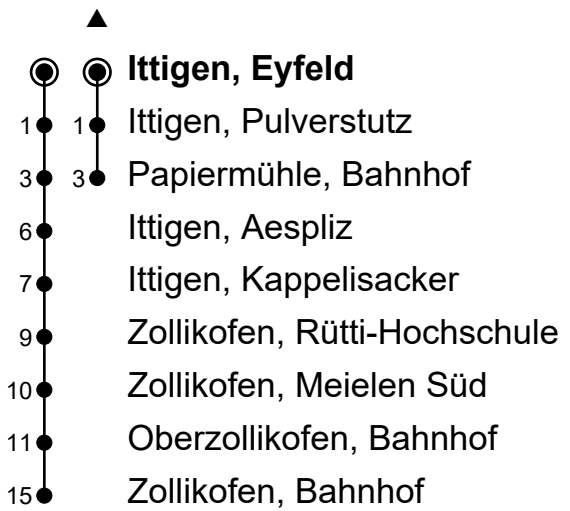 ▲
Ittigen, Eyfeld
1 1 Ittigen, Pulverstutz
3 3 Papiermühle, Bahnhof
6 Ittigen, Aespliz
7 Ittigen, Kappelisacker
9 Zollikofen, Rütti-Hochschule
10 Zollikofen, Meielen Süd
11 Oberzollikofen, Bahnhof
15 Zollikofen, Bahnhof